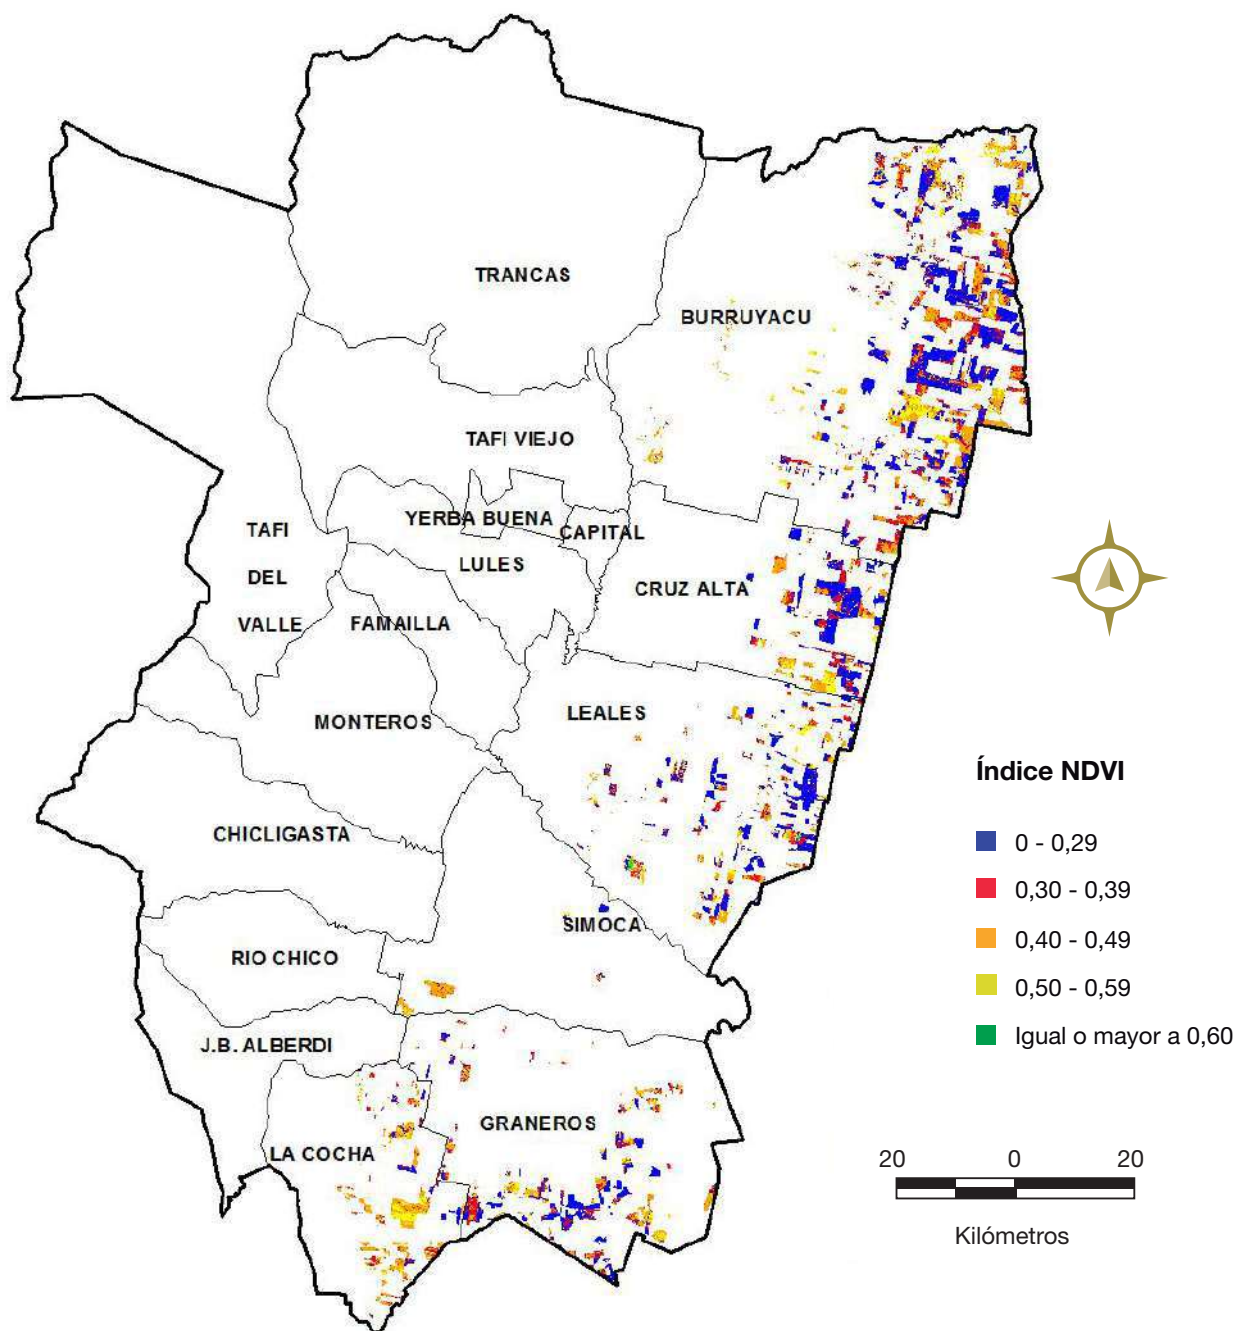 TRANCAS
BURRUYACU
TAFI VIEJO
YERBA BUENA
CAPITAL
TAFI
DEL
VALLE
LULES
CRUZ ALTA
FAMAILLA
LEALES
MONTEROS
CHICLIGASTA
SIMOCA
RIO CHICO
J.B. ALBERDI
GRANEROS
LA COCHA
Índice NDVI
0 - 0,29
0,30 - 0,39
0,40 - 0,49
0,50 - 0,59
Igual o mayor a 0,60
20 0 20
Kilómetros